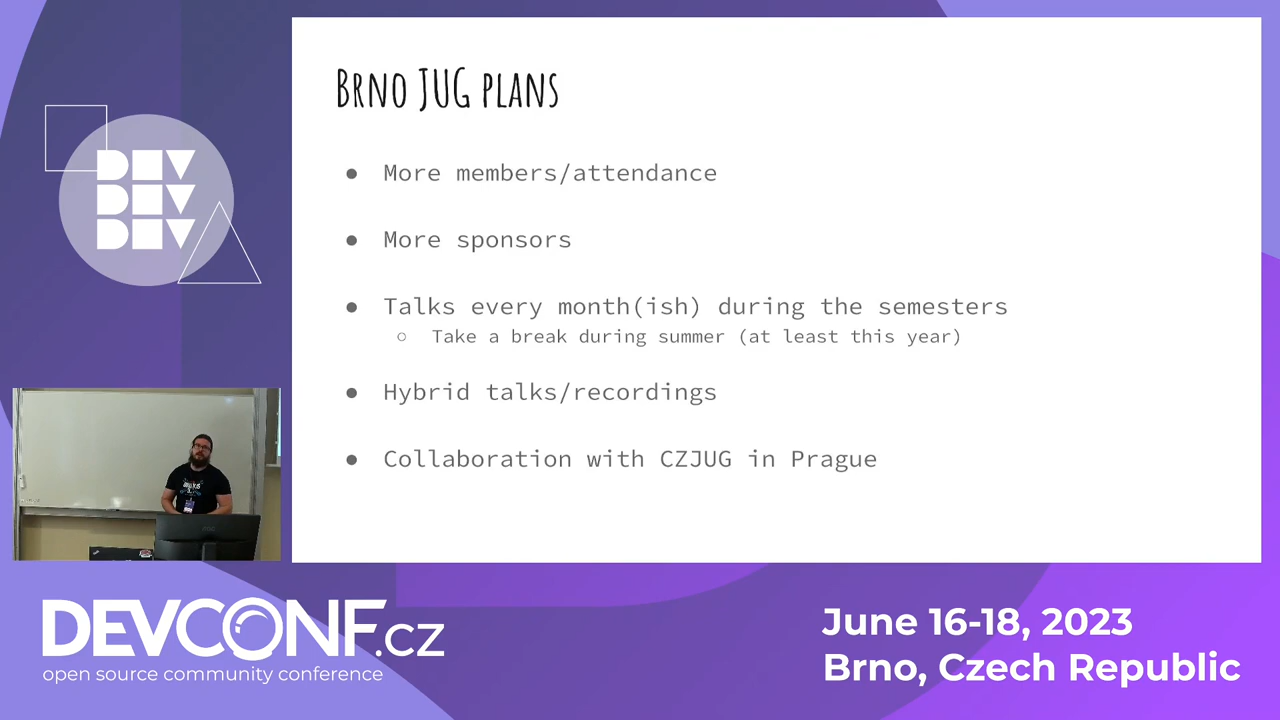 BRNO JUG PLANS
● More members/attendance
● More sponsors
● Talks every month(ish) during the semesters
○ Take a break during summer (at least this year)
● Hybrid talks/recordings
● Collaboration with CZJUG in Prague
DEV
DEV
DEV
DEVCONF.cz
open source community conference
June 16-18, 2023
Brno, Czech Republic